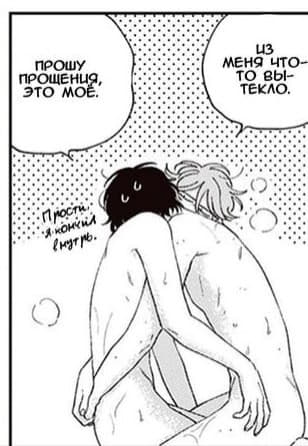 ПРОШУ
ПРОЩЕНИЯ,
ЭТО МОЁ.
ИЗ
МЕНЯ ЧТО-
ТО ВЫ-
ТЕКЛО.
Прости.
я кончил
внутрь.